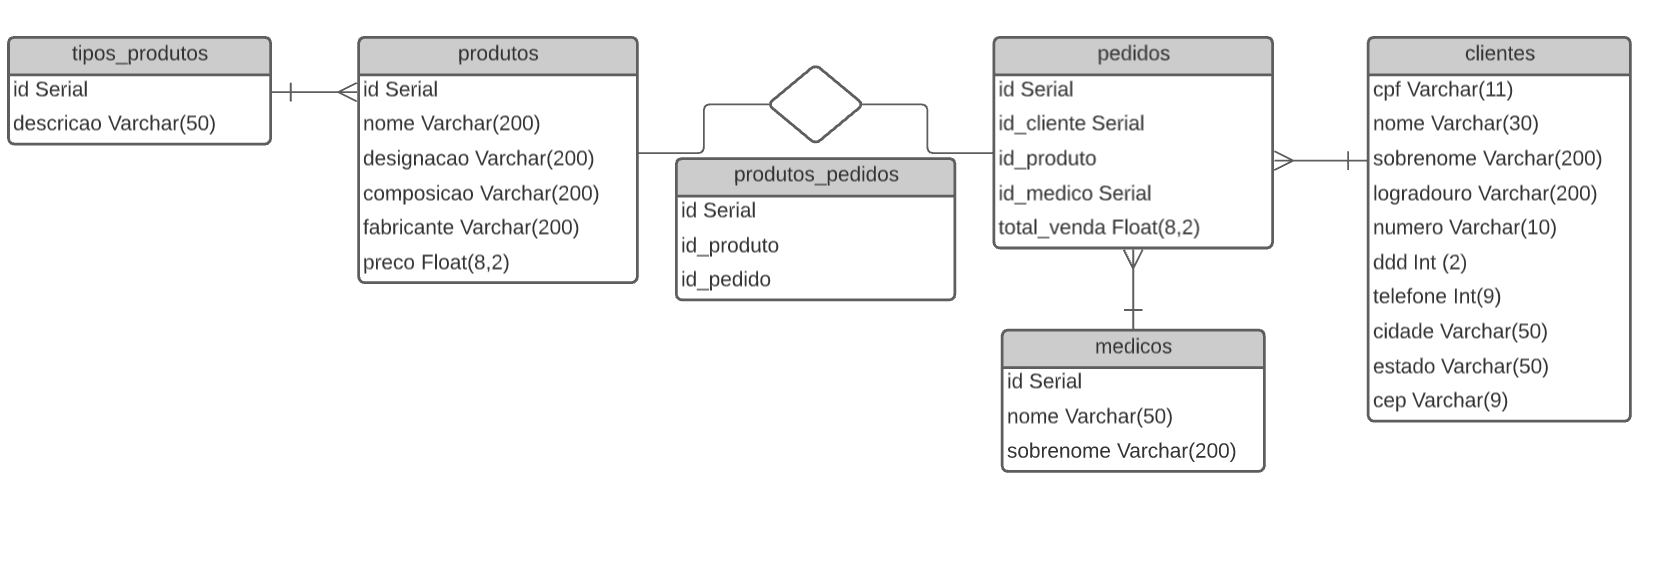 tipos_produtos
id Serial
descricao Varchar(50)
produtos
id Serial
nome Varchar(200)
designacao Varchar(200)
composicao Varchar(200)
fabricante Varchar(200)
preco Float(8,2)
produtos_pedidos
id Serial
id_produto
id_pedido
pedidos
id Serial
id_cliente Serial
id_produto
id_medico Serial
total_venda Float(8,2)
medicos
id Serial
nome Varchar(50)
sobrenome Varchar(200)
clientes
cpf Varchar(11)
nome Varchar(30)
sobrenome Varchar(200)
logradouro Varchar(200)
numero Varchar(10)
ddd Int (2)
telefone Int(9)
cidade Varchar(50)
estado Varchar(50)
cep Varchar(9)